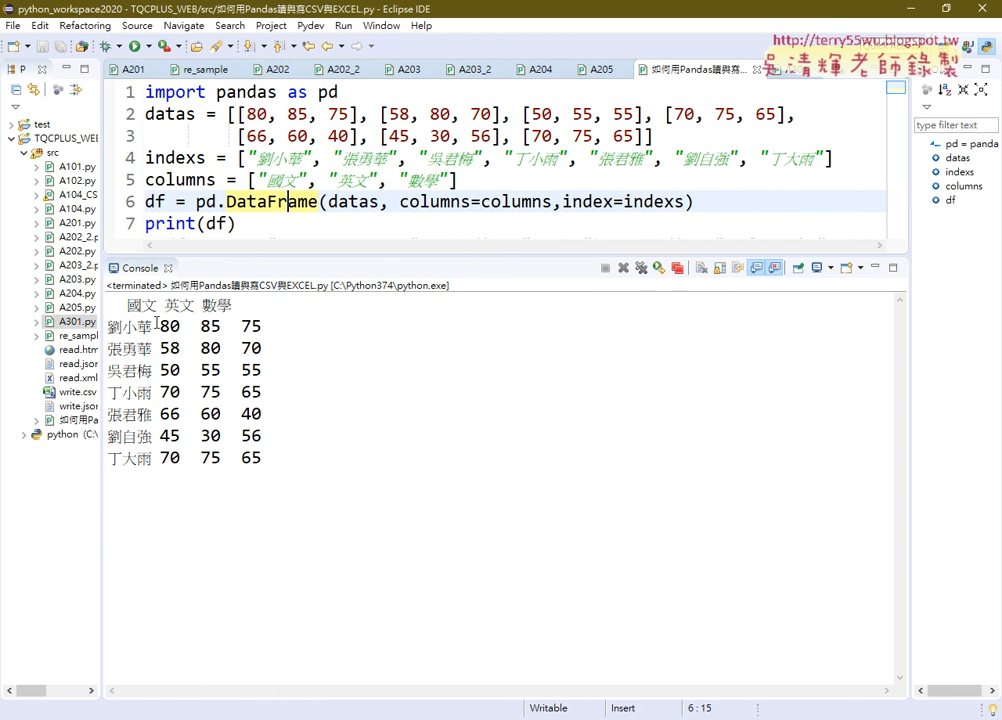 python_workspace2020 - TQCPLUS_WEB/src/如何用Pandas讀與寫CSV與EXCEL.py - Eclipse IDE
File Edit Refactoring Source Navigate Search Project Pydev Run Window Help
http://terry55wu.blogspot.tw
吳清輝老師錄製
P
A201 re_sample A202 A202_2 A203 A203_2 A204 A205 如何用Pandas讀與寫...
test
TQCPLUS_WEB
src
A101.py
A102.py
A104_CS
A104.py
A201.py
A202_2.p
A202.py
A203_2.p
A203.py
A204.py
A205.py
A301.py
re_sampl
read.htm
read.json
read.xml
write.csv
write.json
如何用Pa
python (C:\
1 import pandas as pd
2 datas = [[80, 85, 75], [58, 80, 70], [50, 55, 55], [70, 75, 65],
3 [66, 60, 40], [45, 30, 56], [70, 75, 65]]
4 indexs = ["劉小華", "張勇華", "吳君梅", "丁小雨", "張君雅", "劉自強", "丁大雨"]
5 columns = ["國文", "英文", "數學"]
6 df = pd.DataFrame(datas, columns=columns,index=indexs)
7 print(df)
type filter text
pd = panda
datas
indexs
columns
df
Console
<terminated> 如何用Pandas讀與寫CSV與EXCEL.py [C:\Python374\python.exe]
國文 英文 數學
劉小華 80 85 75
張勇華 58 80 70
吳君梅 50 55 55
丁小雨 70 75 65
張君雅 66 60 40
劉自強 45 30 56
丁大雨 70 75 65
Writable Insert 6 : 15